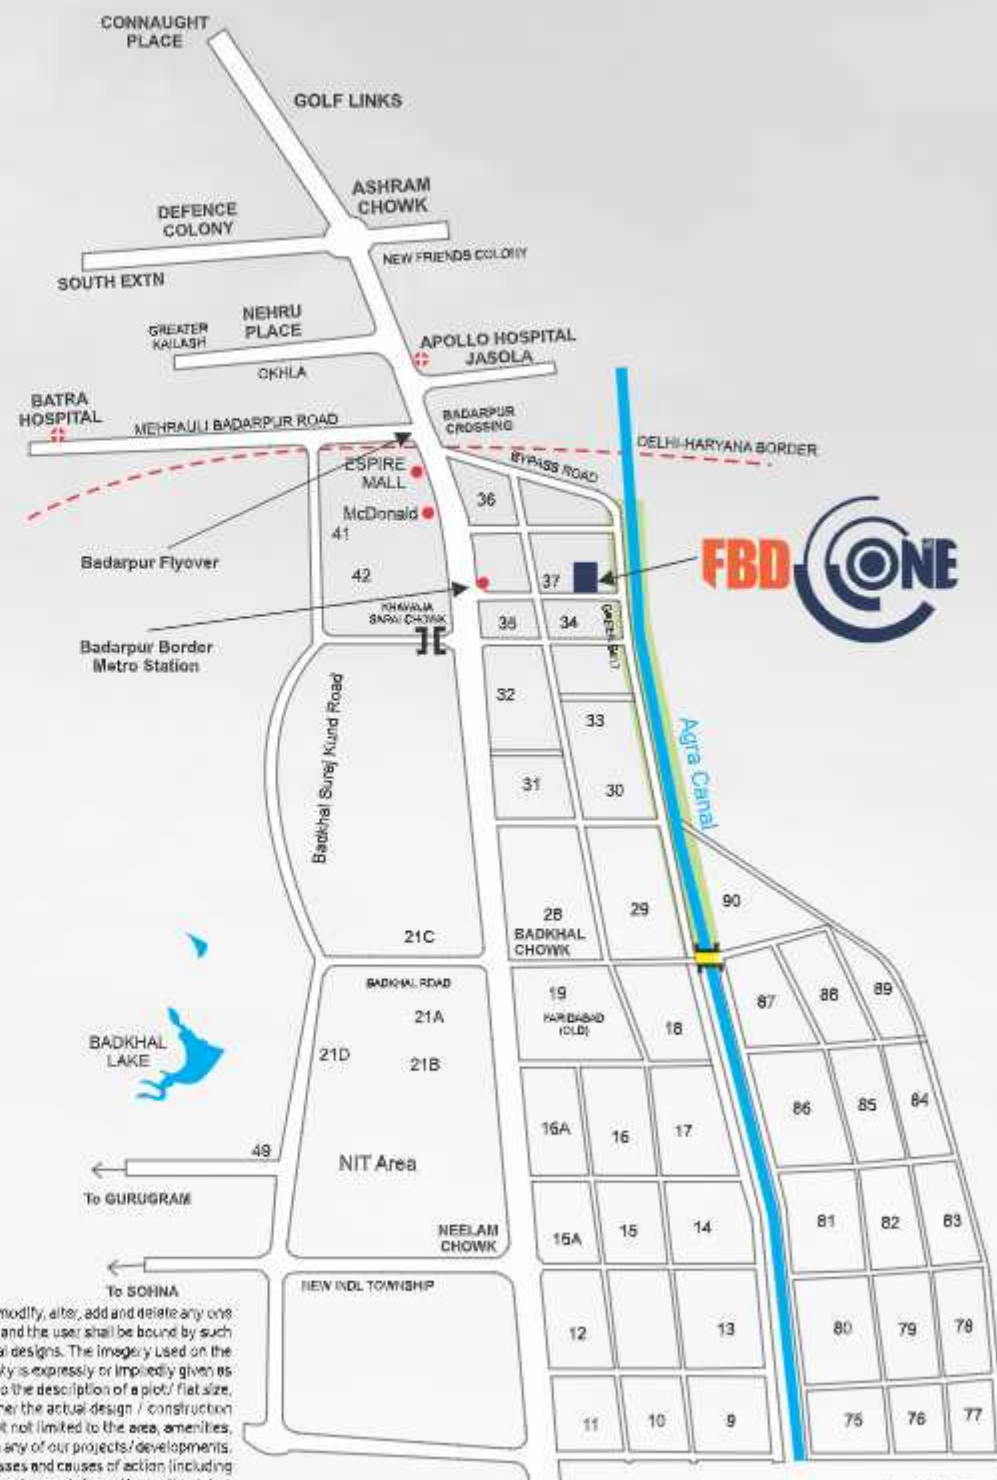 CONNAUGHT
PLACE
GOLF LINKS
ASHRAM
CHOWK
DEFENCE
COLONY
NEW FRIENDS COLONY
SOUTH EXTN
NEHRU
PLACE
GREATER
KAILASH
APOLLO HOSPITAL
JASOLA
OKHLA
BATRA
HOSPITAL
MEHRAULI BADARPUR ROAD
BADARPUR
CROSSING
DELHI-HARYANA BORDER
BYPASS ROAD
ESPIRE
MALL
36
McDonald
41
FBD ONE
Badarpur Flyover
42
37
KHAWAJA
SARAI CHOWK
35
34
GREEN BELT
Badarpur Border
Metro Station
32
33
Badkhal Suraj Kund Road
Agra Canal
31
30
90
28
29
21C
BADKHAL
CHOWK
BADKHAL ROAD
19
87
88
89
21A
FARIDABAD
(OLD)
18
BADKHAL
LAKE
21D
21B
86
85
84
16A
16
17
49
NIT Area
To GURUGRAM
81
82
83
NEELAM
CHOWK
15A
15
14
To SOHNA
NEW INDL TOWNSHIP
modify, alter, add and delete any one
and the user shall be bound by such
al designs. The imagery used on the
is expressly or impliedly given as
o the description of a plot/ flat size,
her the actual design / construction
t not limited to the area, amenities,
any of our projects/developments.
sses and causes of action (including
12
13
80
79
78
11
10
9
75
76
77